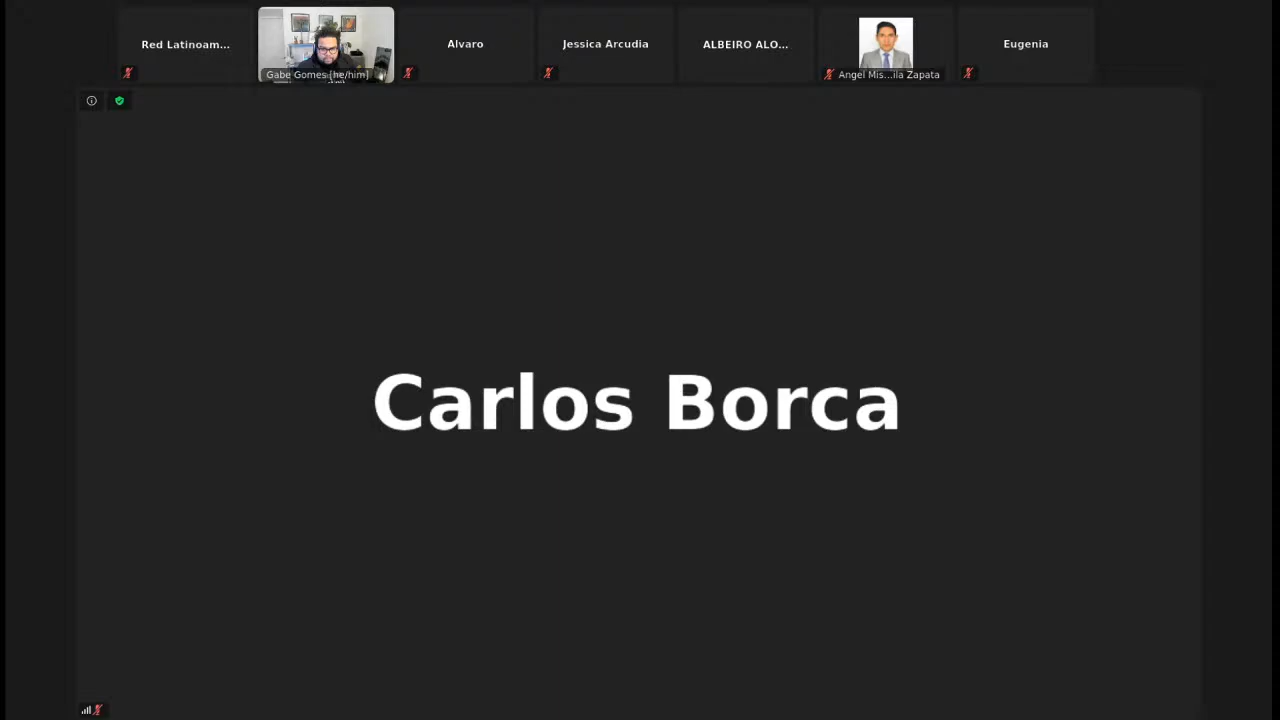 Red Latinoam...
Gabe Gomes [he/him]
Alvaro
Jessica Arcudia
ALBEIRO ALO...
Angel Mis...ila Zapata
Eugenia
Carlos Borca